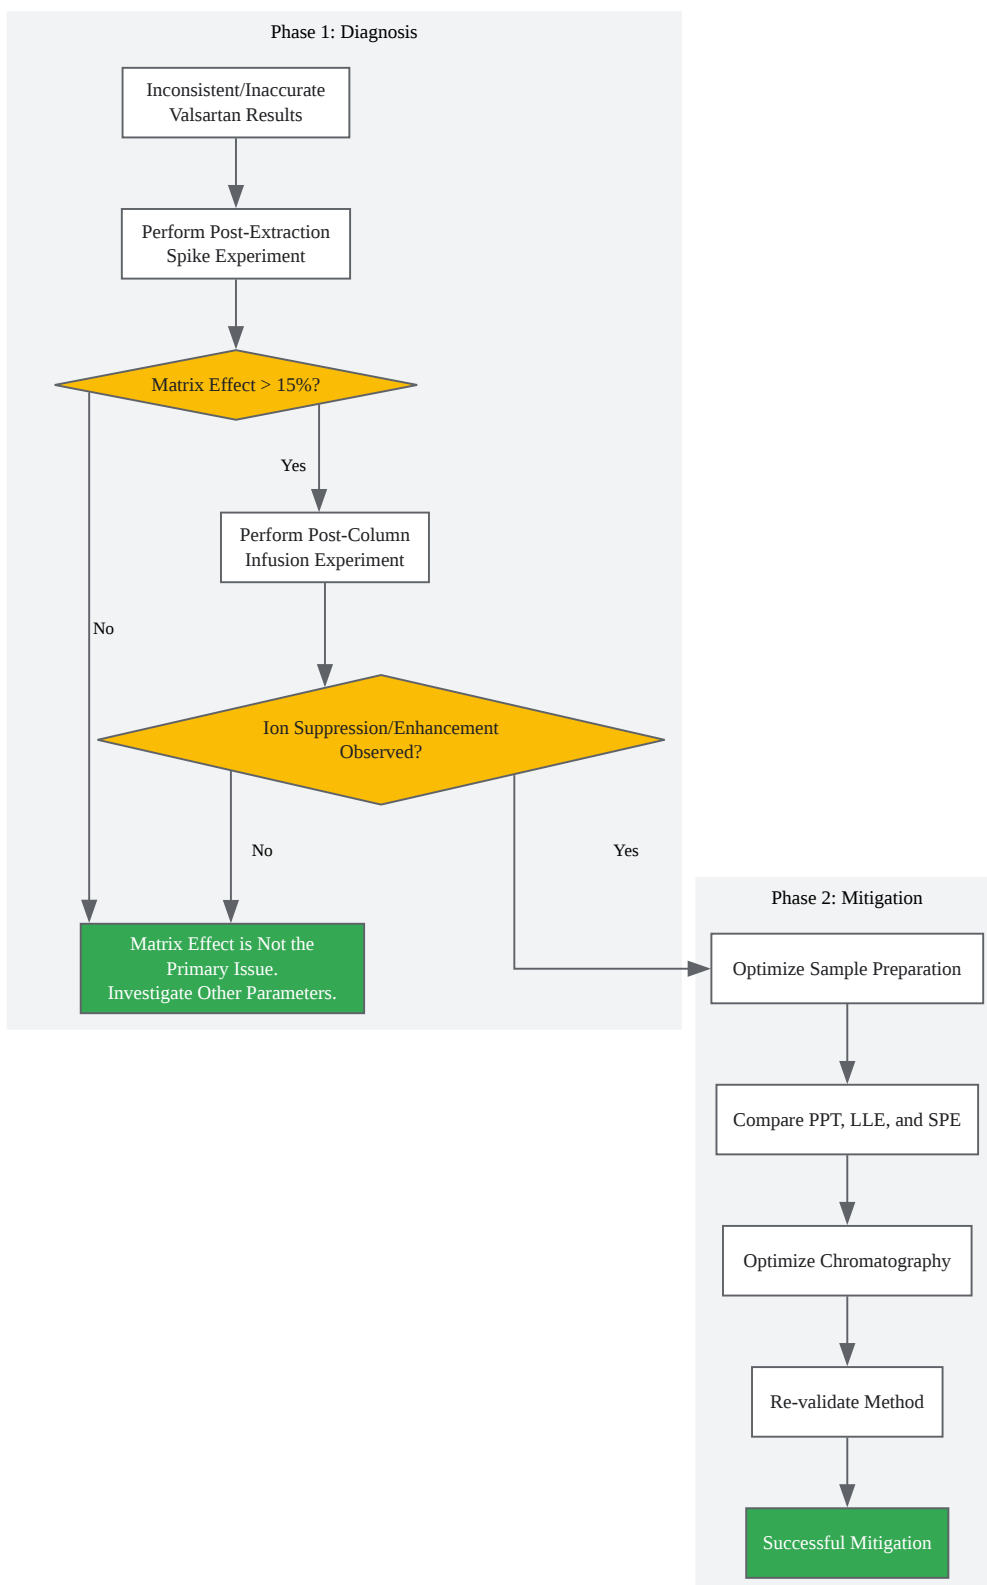 Phase 1: Diagnosis
Inconsistent/Inaccurate
Valsartan Results
Perform Post-Extraction
Spike Experiment
Matrix Effect > 15%?
Yes
Perform Post-Column
Infusion Experiment
No
Ion Suppression/Enhancement
Observed?
No
Yes
Matrix Effect is Not the
Primary Issue.
Investigate Other Parameters.
Phase 2: Mitigation
Optimize Sample Preparation
Compare PPT, LLE, and SPE
Optimize Chromatography
Re-validate Method
Successful Mitigation